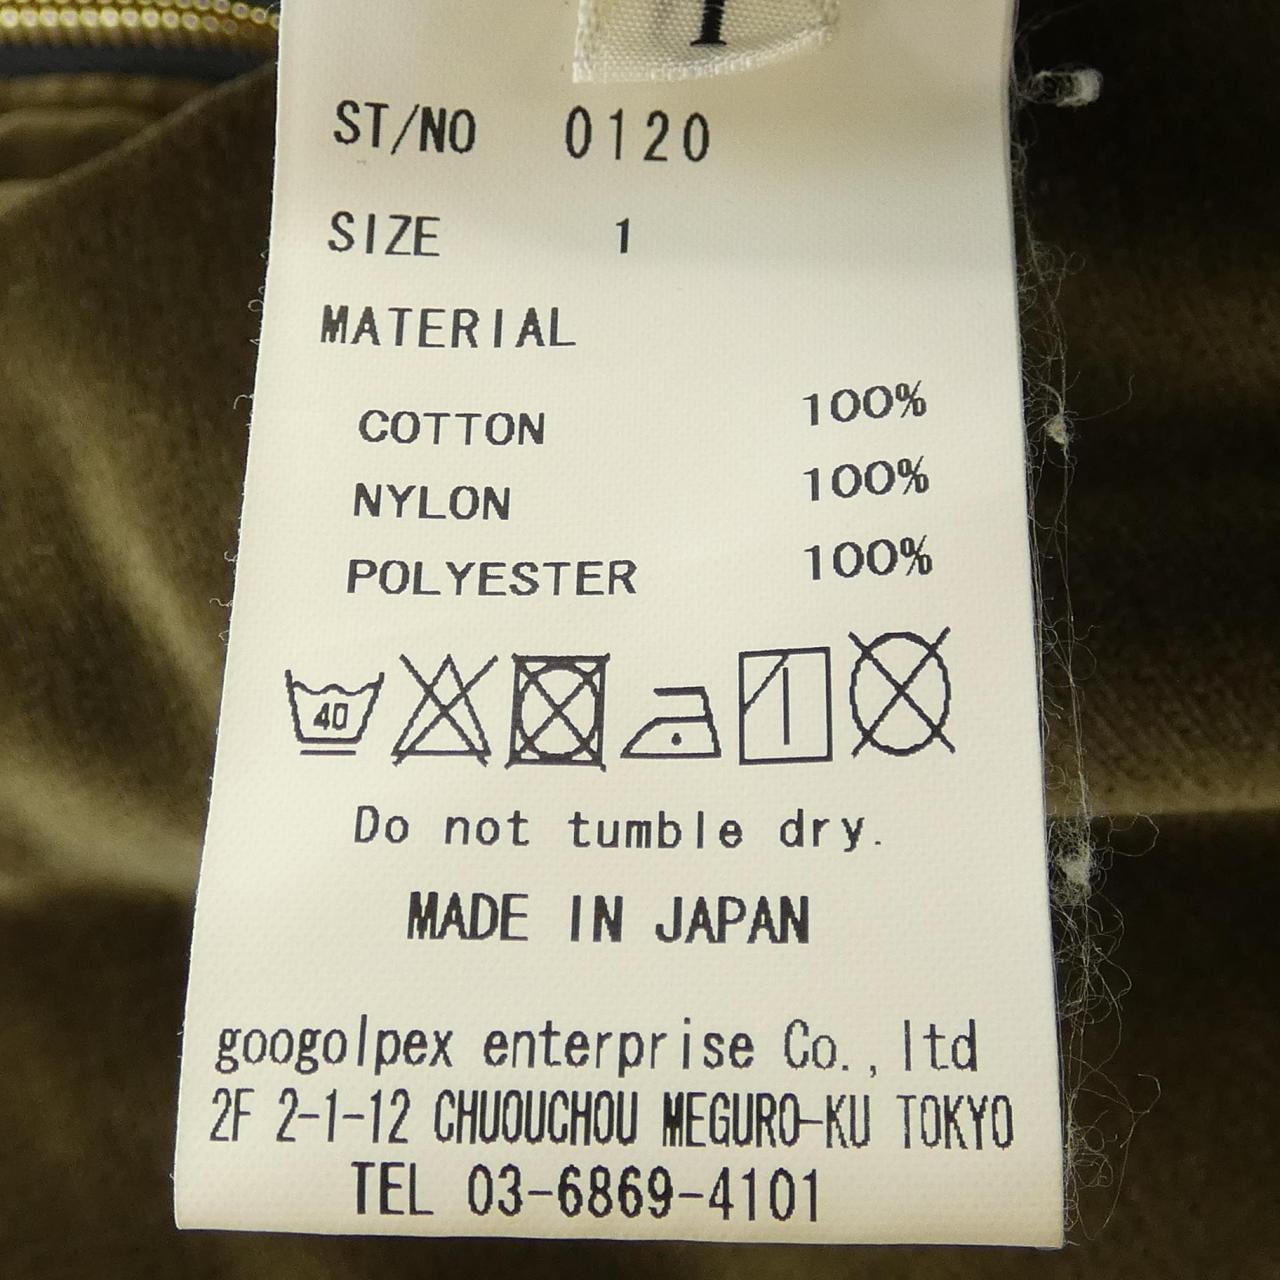 I
ST/NO 0120
SIZE 1
MATERIAL
COTTON 100%
NYLON 100%
POLYESTER 100%
40
Do not tumble dry.
MADE IN JAPAN
googolpex enterprise Co., ltd
2F 2-1-12 CHUOUCHOU MEGURO-KU TOKYO
TEL 03-6869-4101